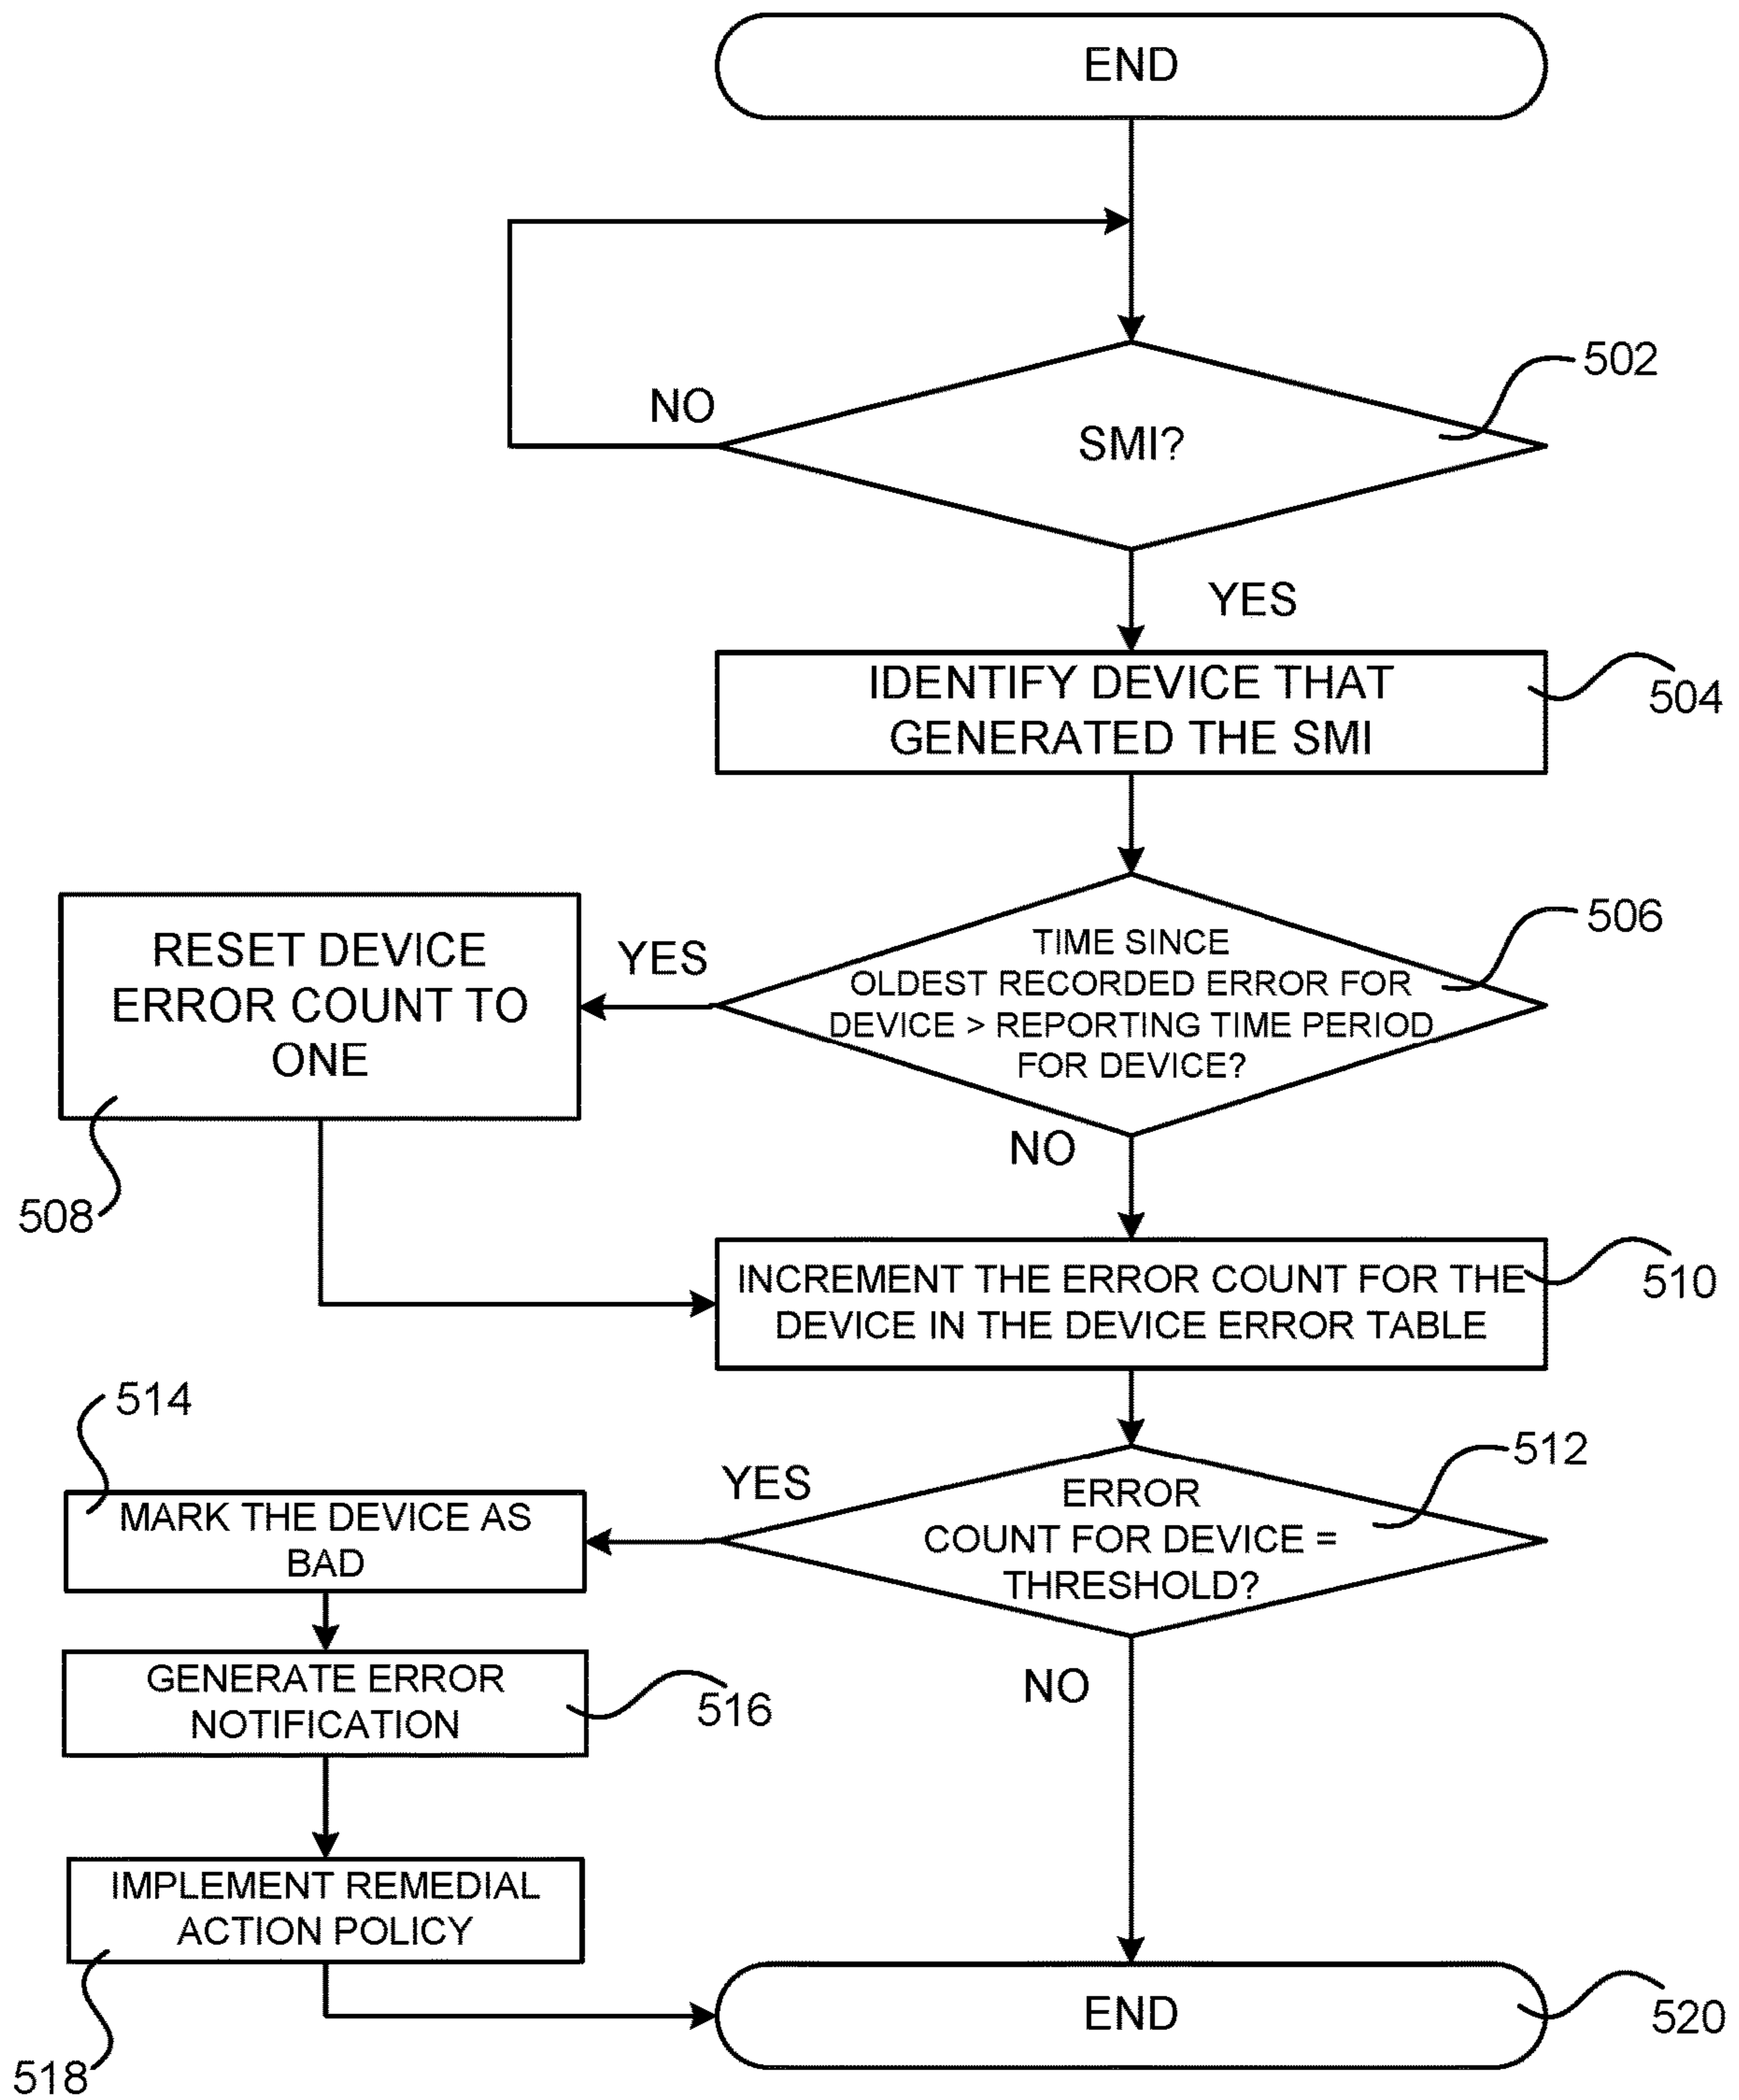 END
502
NO
SMI?
YES
IDENTIFY DEVICE THAT
GENERATED THE SMI
504
506
RESET DEVICE
ERROR COUNT TO
ONE
YES
TIME SINCE
OLDEST RECORDED ERROR FOR
DEVICE > REPORTING TIME PERIOD
FOR DEVICE?
NO
508
INCREMENT THE ERROR COUNT FOR THE
DEVICE IN THE DEVICE ERROR TABLE
510
514
512
YES
ERROR
COUNT FOR DEVICE =
THRESHOLD?
MARK THE DEVICE AS
BAD
NO
GENERATE ERROR
NOTIFICATION
516
IMPLEMENT REMEDIAL
ACTION POLICY
518
END
520